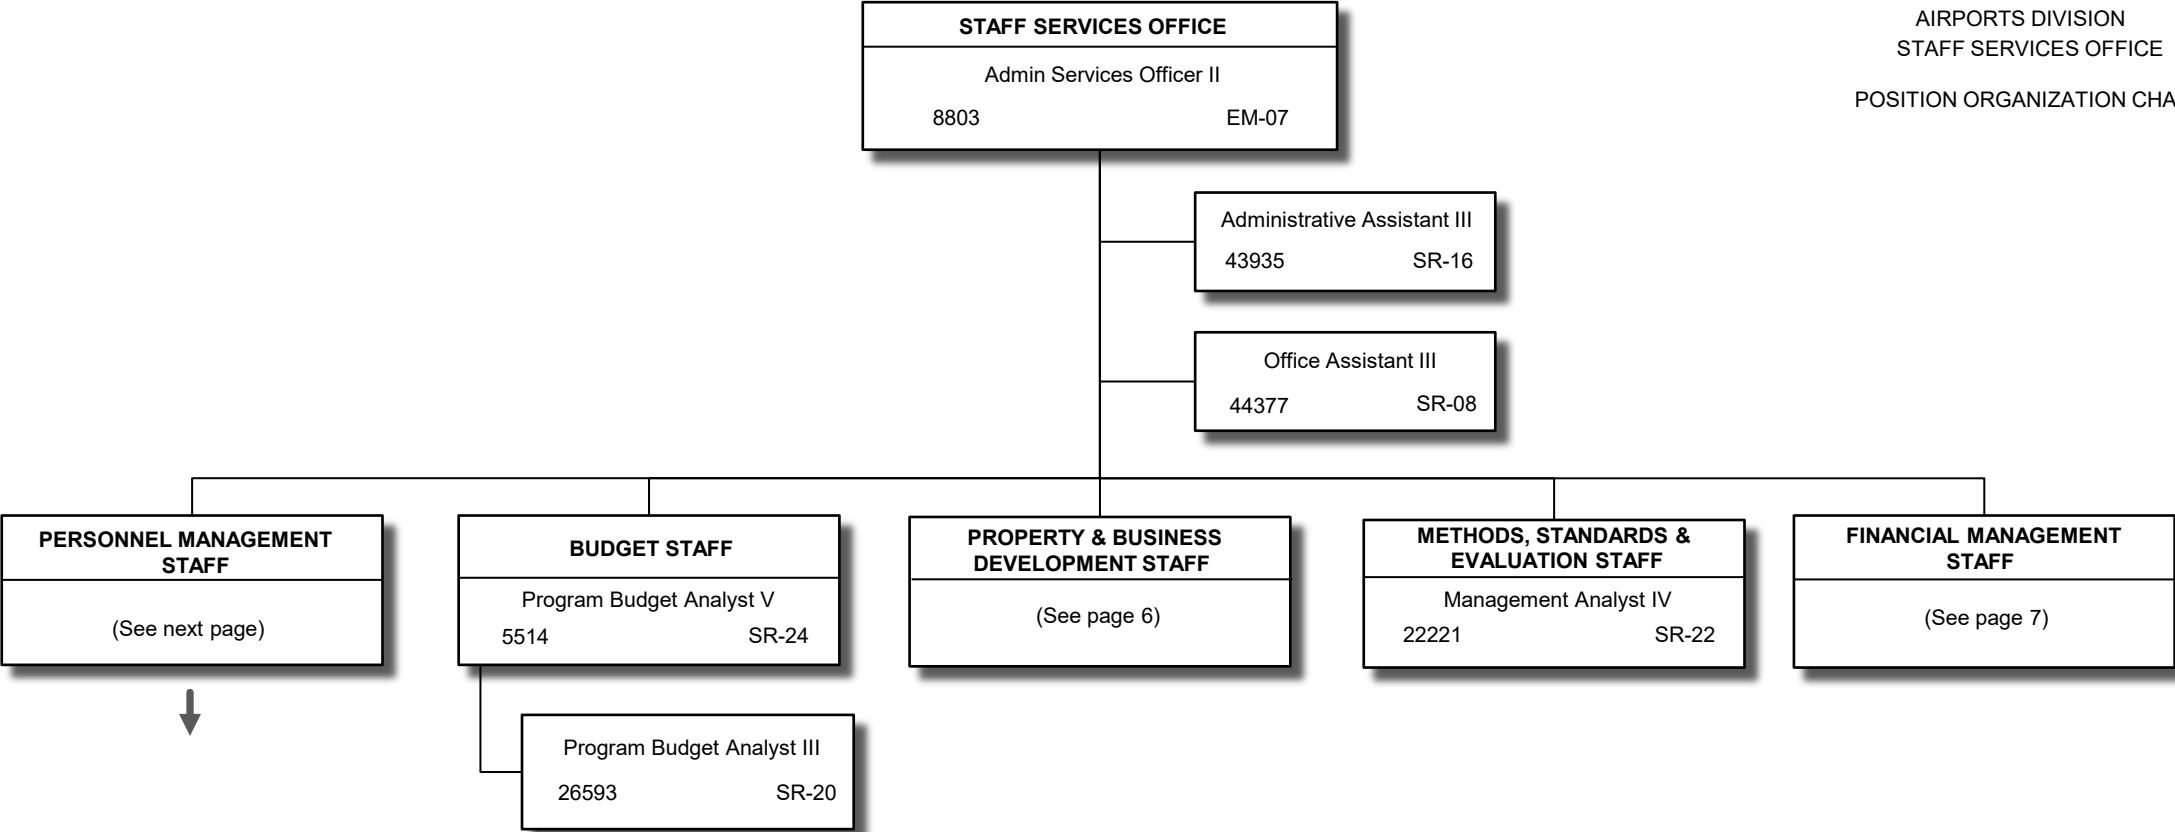 AIRPORTS DIVISION
STAFF SERVICES OFFICE
POSITION ORGANIZATION CHA
STAFF SERVICES OFFICE
Admin Services Officer II
8803 EM-07
Administrative Assistant III
43935 SR-16
Office Assistant III
44377 SR-08
PERSONNEL MANAGEMENT
STAFF
(See next page)
BUDGET STAFF
Program Budget Analyst V
5514 SR-24
Program Budget Analyst III
26593 SR-20
PROPERTY & BUSINESS
DEVELOPMENT STAFF
(See page 6)
METHODS, STANDARDS &
EVALUATION STAFF
Management Analyst IV
22221 SR-22
FINANCIAL MANAGEMENT
STAFF
(See page 7)